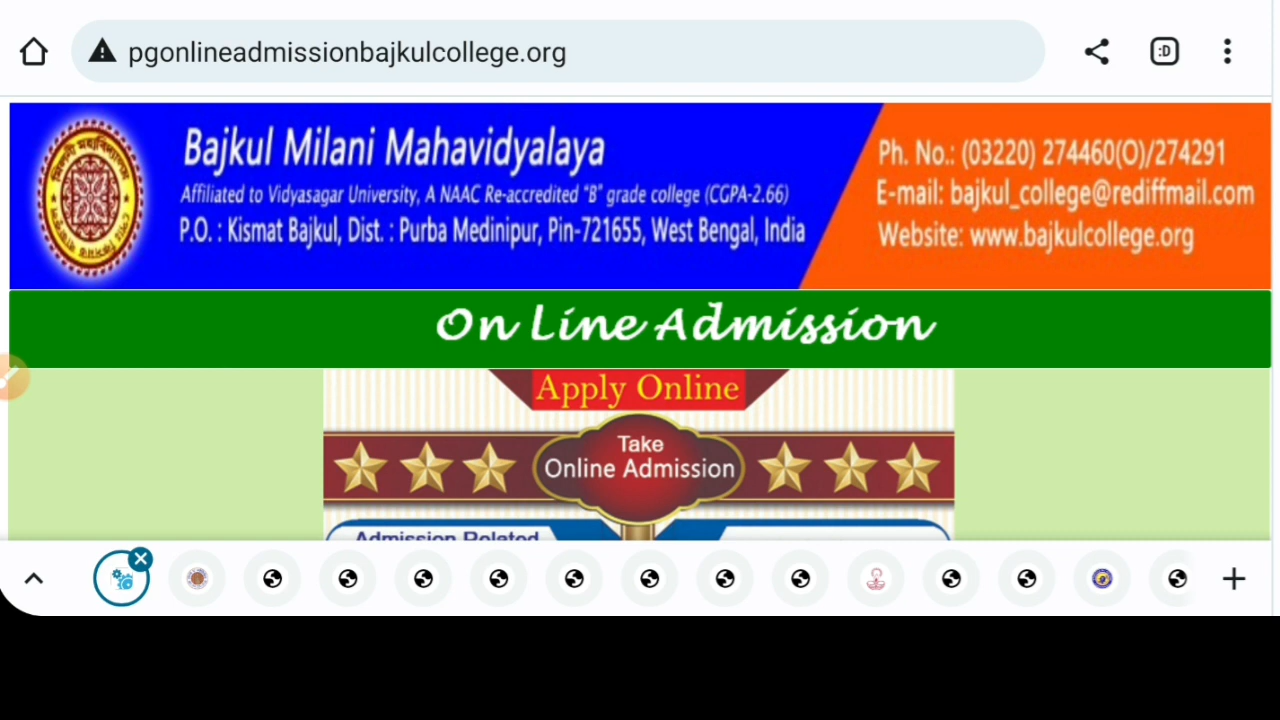 pgonlineadmissionbajkulcollege.org
:D
Bajkul Milani Mahavidyalaya
Affiliated to Vidyasagar University, A NAAC Re-accredited "B" grade college (CGPA-2.66)
P.O. : Kismat Bajkul, Dist. : Purba Medinipur, Pin-721655, West Bengal, India
Ph. No.: (03220) 274460(O)/274291
E-mail: bajkul_college@rediffmail.com
Website: www.bajkulcollege.org
On Line Admission
Apply Online
Take
Online Admission
Admission Related